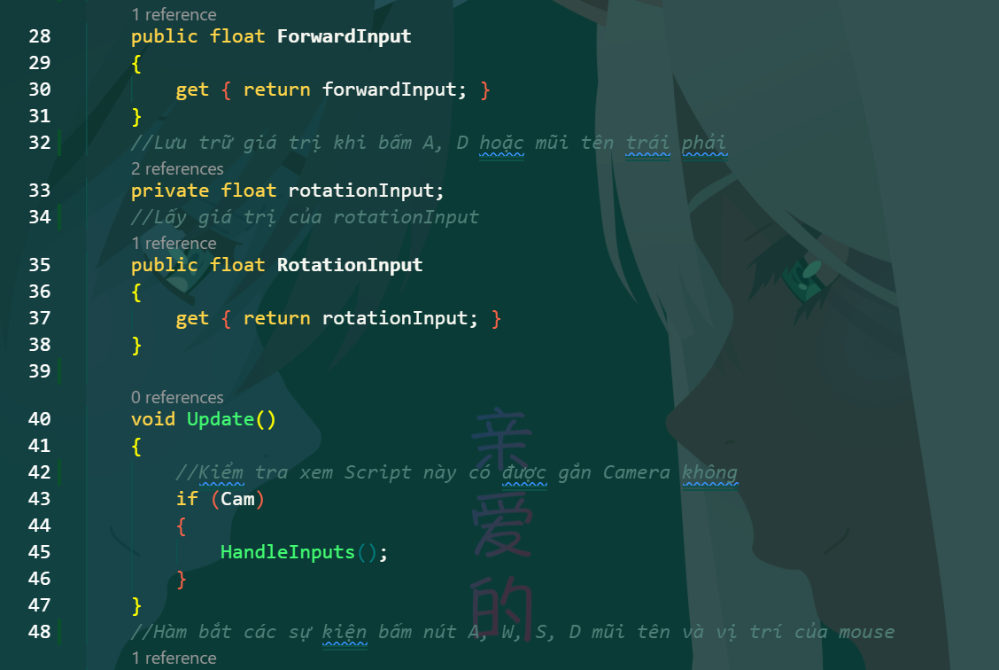 1 reference
28 public float ForwardInput
29 {
30 get { return forwardInput; }
31 }
32 //Lưu trữ giá trị khi bấm A, D hoặc mũi tên trái phải
2 references
33 private float rotationInput;
34 //Lấy giá trị của rotationInput
1 reference
35 public float RotationInput
36 {
37 get { return rotationInput; }
38 }
39
0 references
40 void Update()
41 {
42 //Kiểm tra xem Script này có được gắn Camera không
43 if (Cam)
44 {
45 HandleInputs();
46 }
47 }
48 //Hàm bắt các sự kiện bấm nút A, W, S, D mũi tên và vị trí của mouse
1 reference
亲爱的